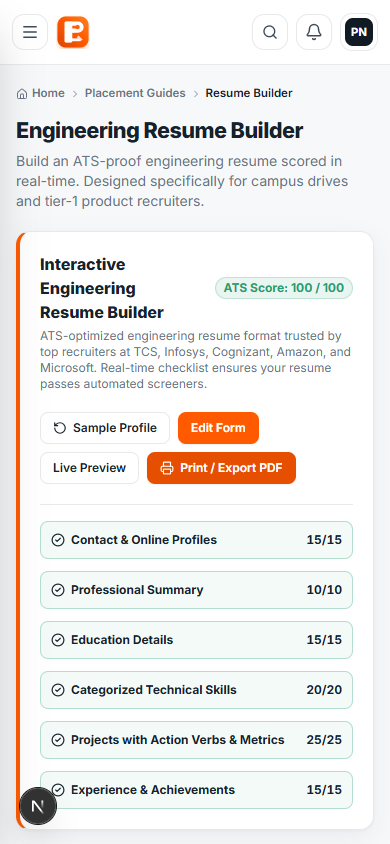 PN
Home > Placement Guides > Resume Builder
Engineering Resume Builder
Build an ATS-proof engineering resume scored in
real-time. Designed specifically for campus drives
and tier-1 product recruiters.
Interactive
Engineering
Resume Builder
ATS Score: 100 / 100
ATS-optimized engineering resume format trusted by
top recruiters at TCS, Infosys, Cognizant, Amazon, and
Microsoft. Real-time checklist ensures your resume
passes automated screeners.
Sample Profile
Edit Form
Live Preview
Print / Export PDF
Contact & Online Profiles 15/15
Professional Summary 10/10
Education Details 15/15
Categorized Technical Skills 20/20
Projects with Action Verbs & Metrics 25/25
Experience & Achievements 15/15
N